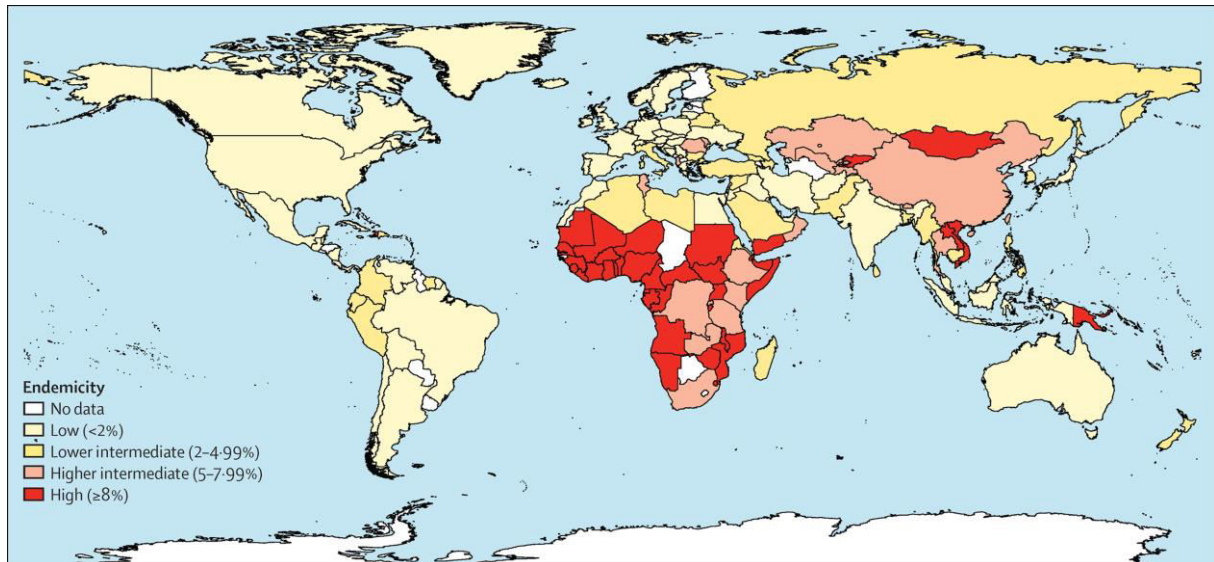 Endemicity
No data
Low (<2%)
Lower intermediate (2–4·99%)
Higher intermediate (5–7·99%)
High (≥8%)